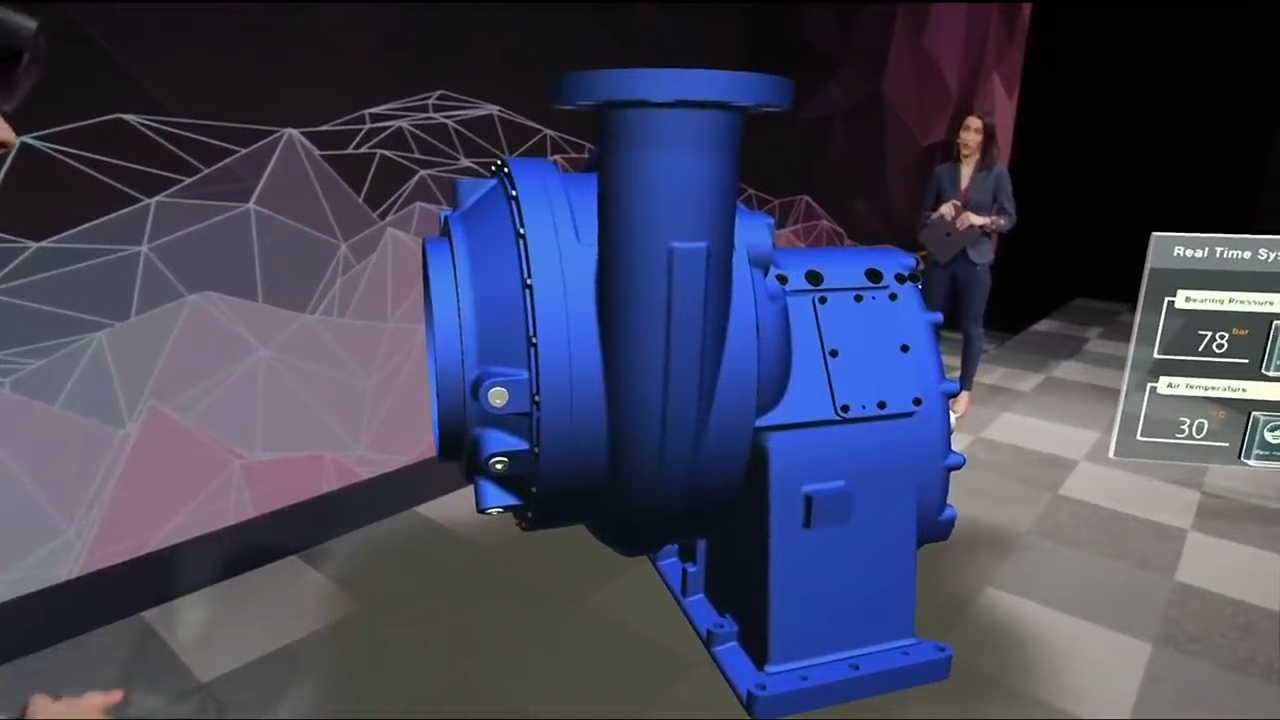 Real Time Sys
Bearing Pressure
78 bar
Air Temperature
30 °C